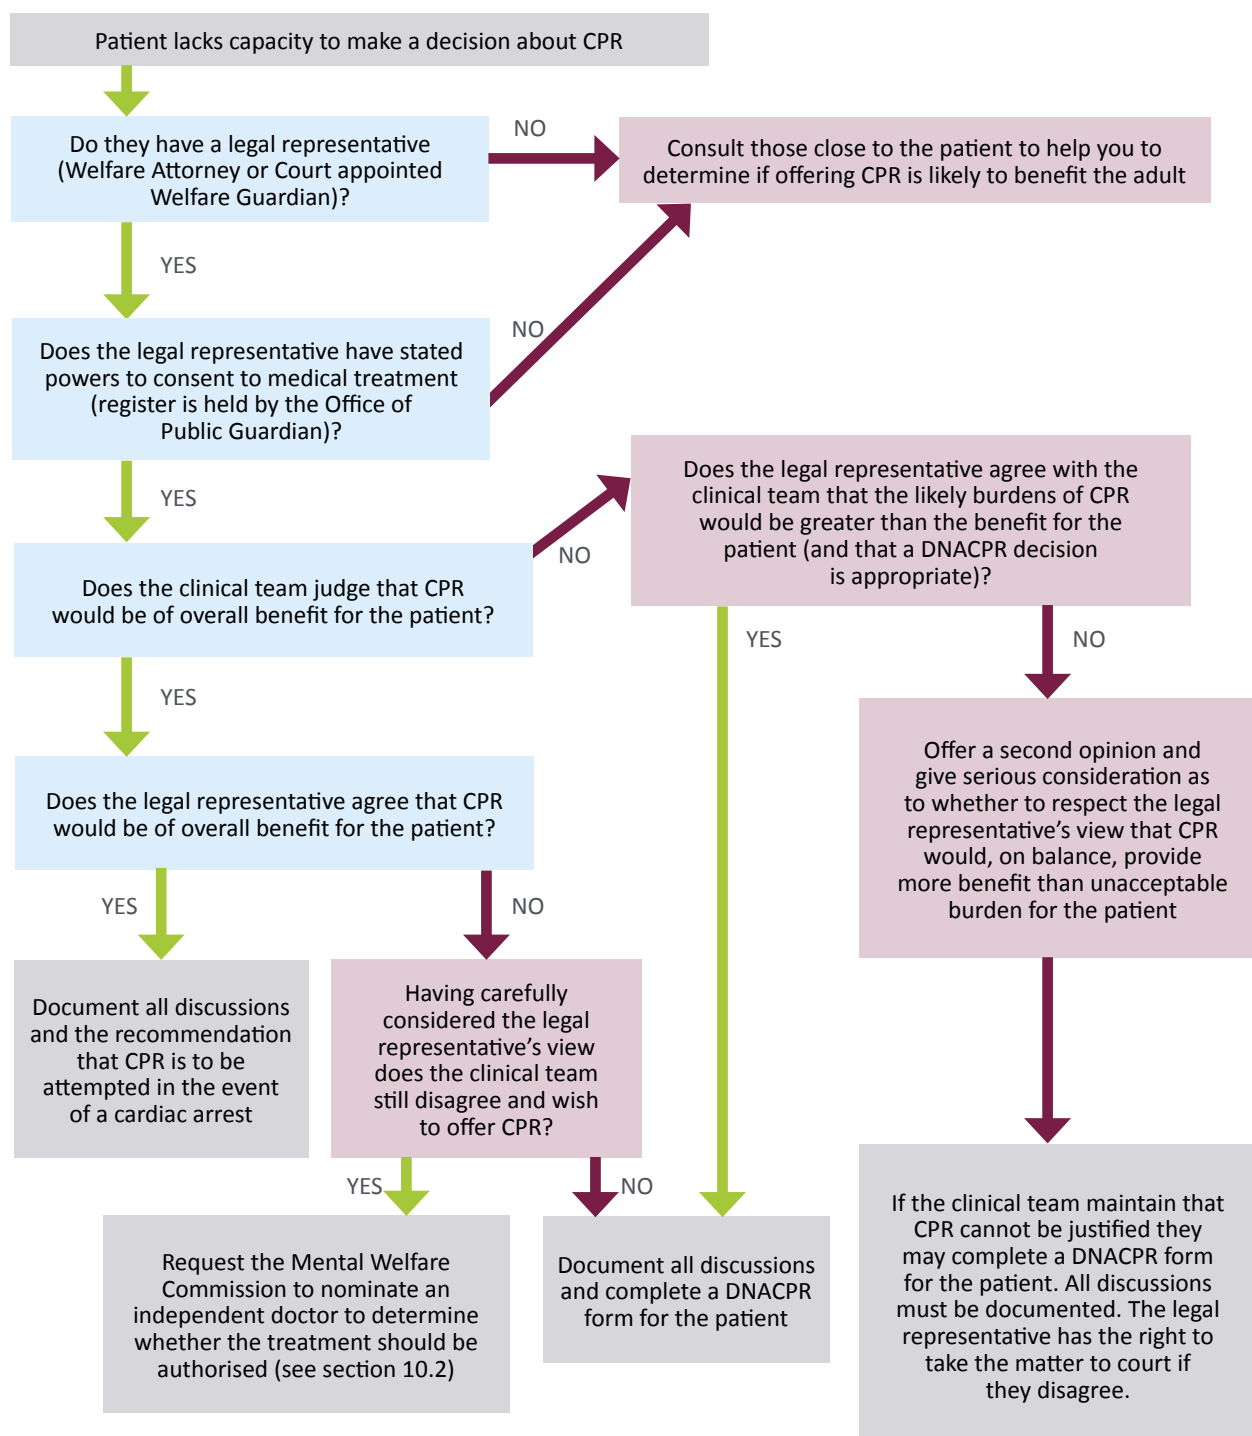 Patient lacks capacity to make a decision about CPR
Do they have a legal representative
(Welfare Attorney or Court appointed
Welfare Guardian)?
NO
Consult those close to the patient to help you to
determine if offering CPR is likely to benefit the adult
YES
NO
Does the legal representative have stated
powers to consent to medical treatment
(register is held by the Office of
Public Guardian)?
YES
NO
Does the legal representative agree with the
clinical team that the likely burdens of CPR
would be greater than the benefit for the
patient (and that a DNACPR decision
is appropriate)?
Does the clinical team judge that CPR
would be of overall benefit for the patient?
YES
NO
YES
Offer a second opinion and
give serious consideration as
to whether to respect the legal
representative's view that CPR
would, on balance, provide
more benefit than unacceptable
burden for the patient
Does the legal representative agree that CPR
would be of overall benefit for the patient?
YES
NO
Document all discussions
and the recommendation
that CPR is to be
attempted in the event
of a cardiac arrest
Having carefully
considered the legal
representative's view
does the clinical team
still disagree and wish
to offer CPR?
YES
NO
Request the Mental Welfare
Commission to nominate an
independent doctor to determine
whether the treatment should be
authorised (see section 10.2)
Document all discussions
and complete a DNACPR
form for the patient
If the clinical team maintain that
CPR cannot be justified they
may complete a DNACPR form
for the patient. All discussions
must be documented. The legal
representative has the right to
take the matter to court if
they disagree.